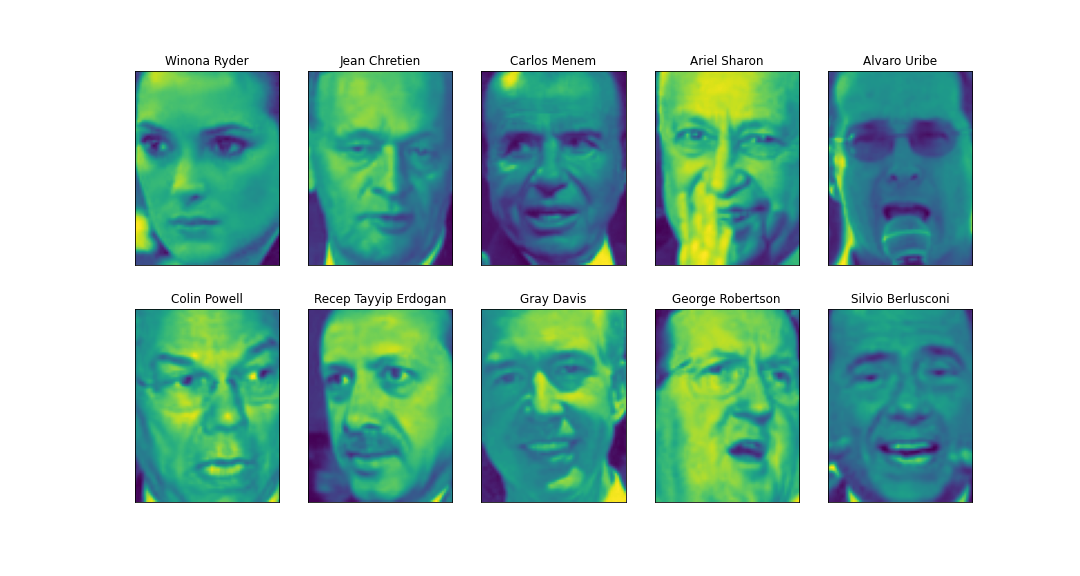 Winona Ryder
Jean Chretien
Carlos Menem
Ariel Sharon
Alvaro Uribe
Colin Powell
Recep Tayyip Erdogan
Gray Davis
George Robertson
Silvio Berlusconi